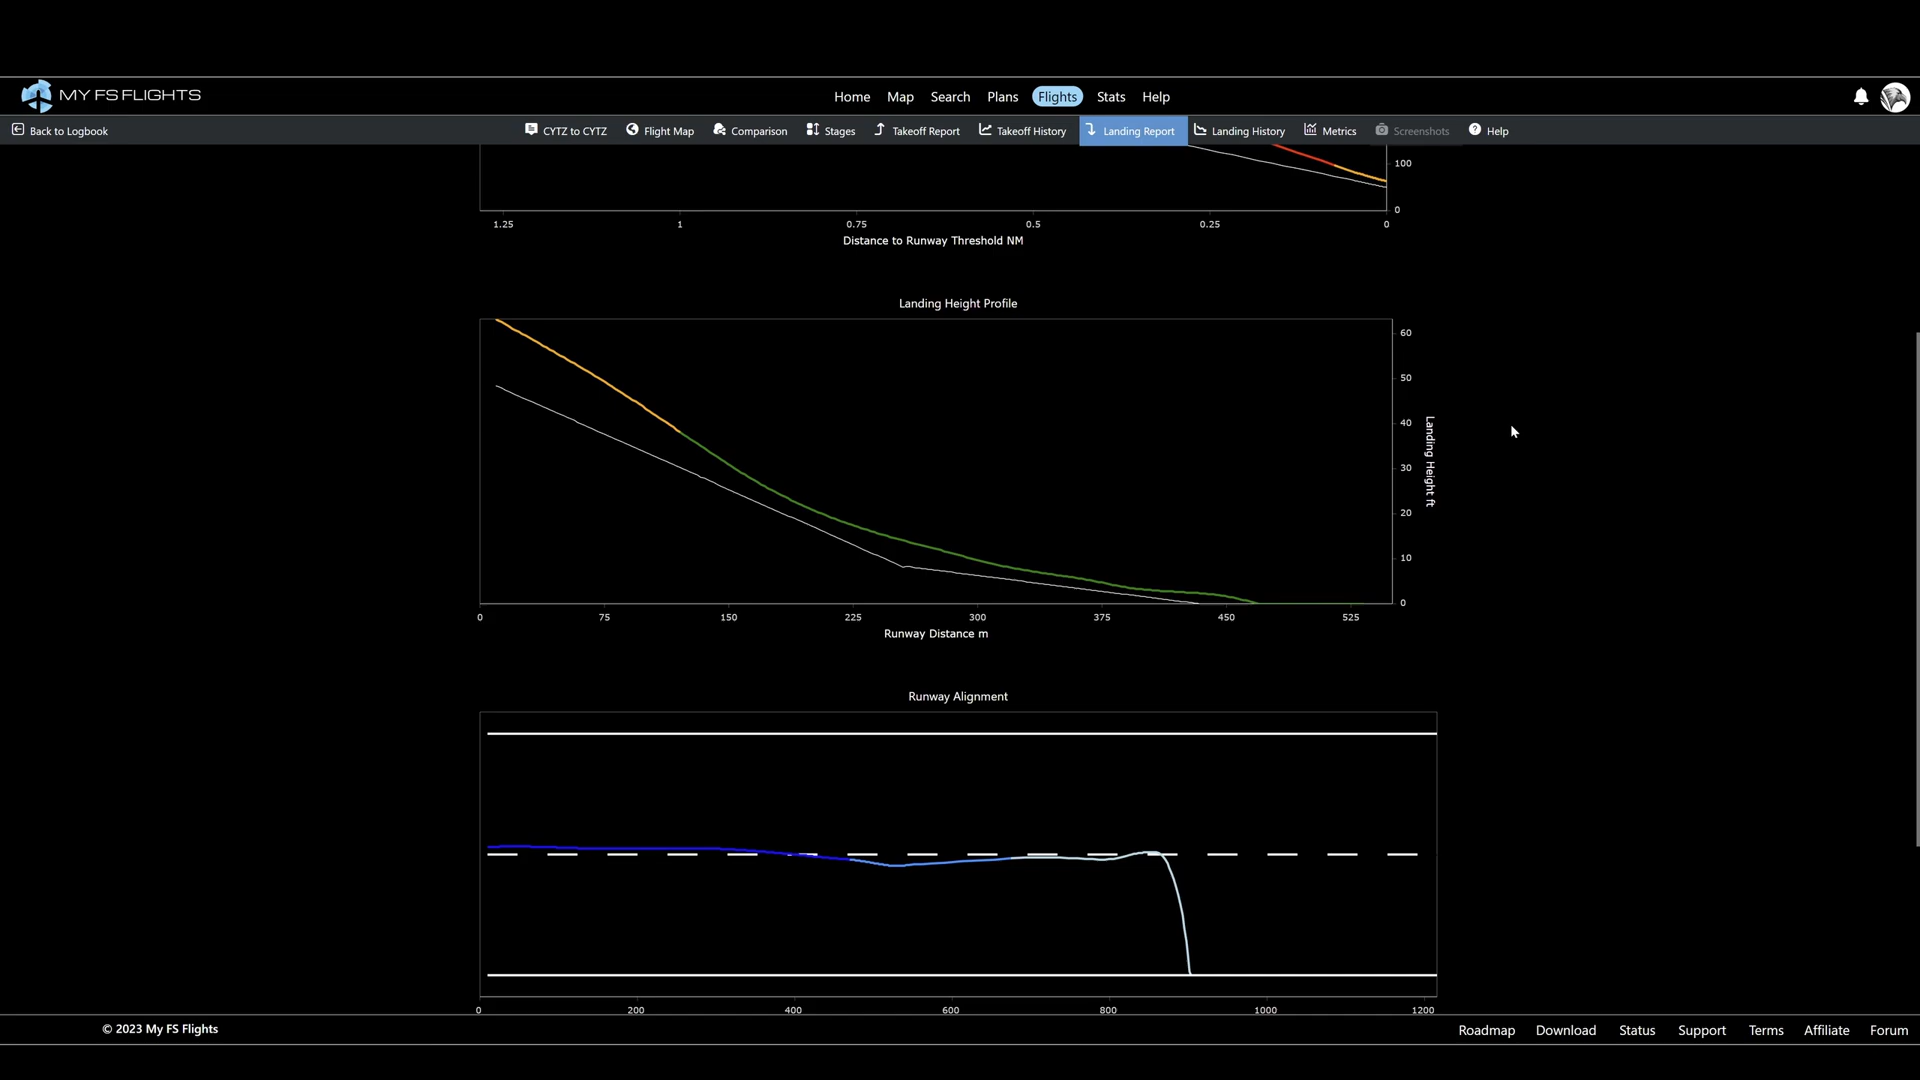 MY FS FLIGHTS
Home Map Search Plans Flights Stats Help
Back to Logbook
CYTZ to CYTZ Flight Map Comparison Stages Takeoff Report Takeoff History Landing Report Landing History Metrics Screenshots Help
100
0
1.25 1 0.75 0.5 0.25 0
Distance to Runway Threshold NM
Landing Height Profile
60
50
40
30
20
10
0
Landing Height ft
0 75 150 225 300 375 450 525
Runway Distance m
Runway Alignment
0 200 400 600 800 1000 1200
© 2023 My FS Flights
Roadmap Download Status Support Terms Affiliate Forum